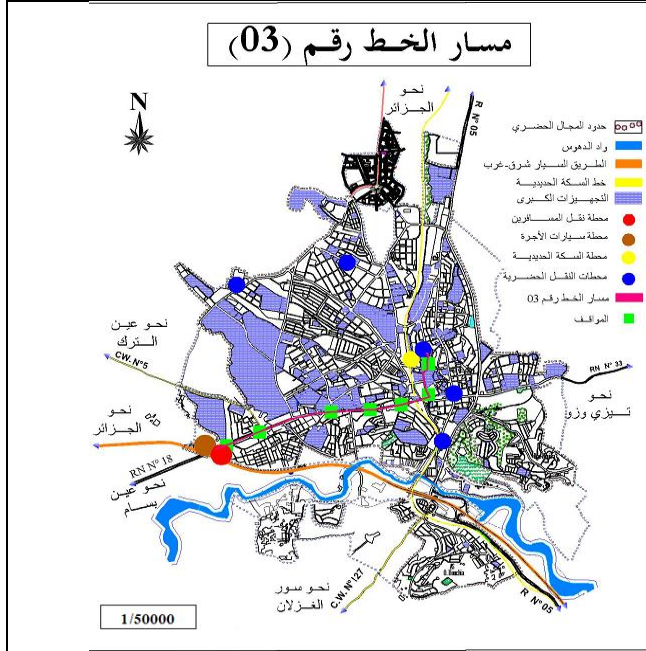 مسار الخط رقم (03)
N
نحو
الجزائر
R. N° 05
حدود المجال الحضري
واد الدهوس
الطريق السيار شرق-غرب
خط السكة الحديدية
التجهيزات الكبرى
محطة نقل المسافرين
محطة سيارات الأجرة
محطة السكة الحديدية
محطات النقل الحضرية
مسار الخط رقم 03
المواقف
نحو عين
الترك
CW. N°5
RN N° 33
نحو
تيزي وزو
نحو
الجزائر
RN N° 18
نحو عين
بسام
نحو سور
الغزلان
C.W. N°127
R N° 05
1/50000